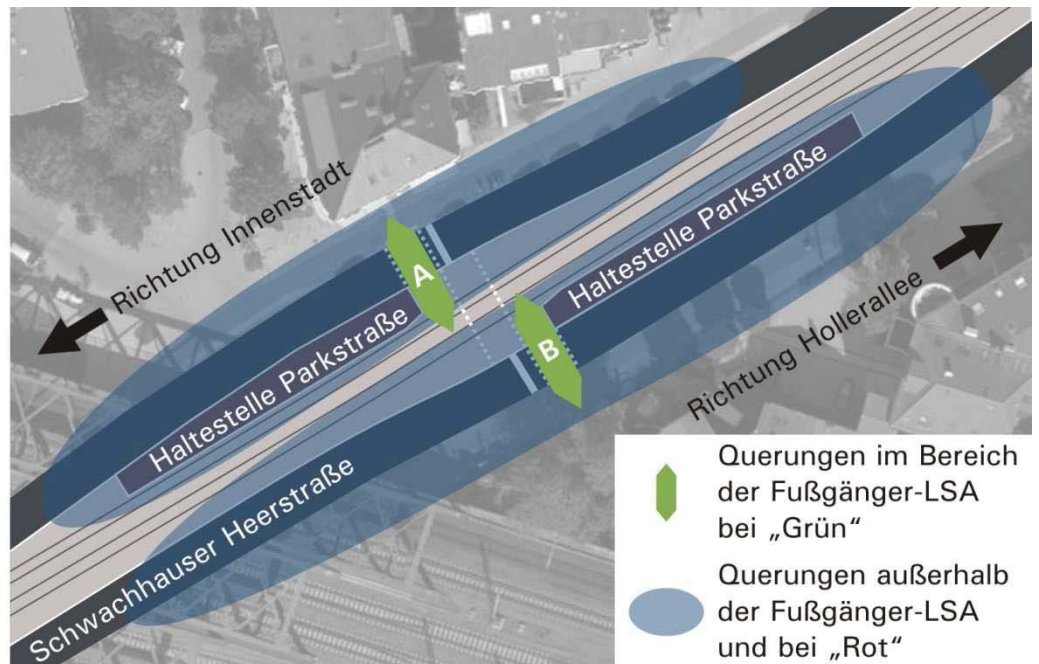 Richtung Innenstadt
A
Haltestelle Parkstraße
Haltestelle Parkstraße
B
Richtung Hollerallee
Schwachhauser Heerstraße
Querungen im Bereich
der Fußgänger-LSA
bei „Grün“
Querungen außerhalb
der Fußgänger-LSA
und bei „Rot“